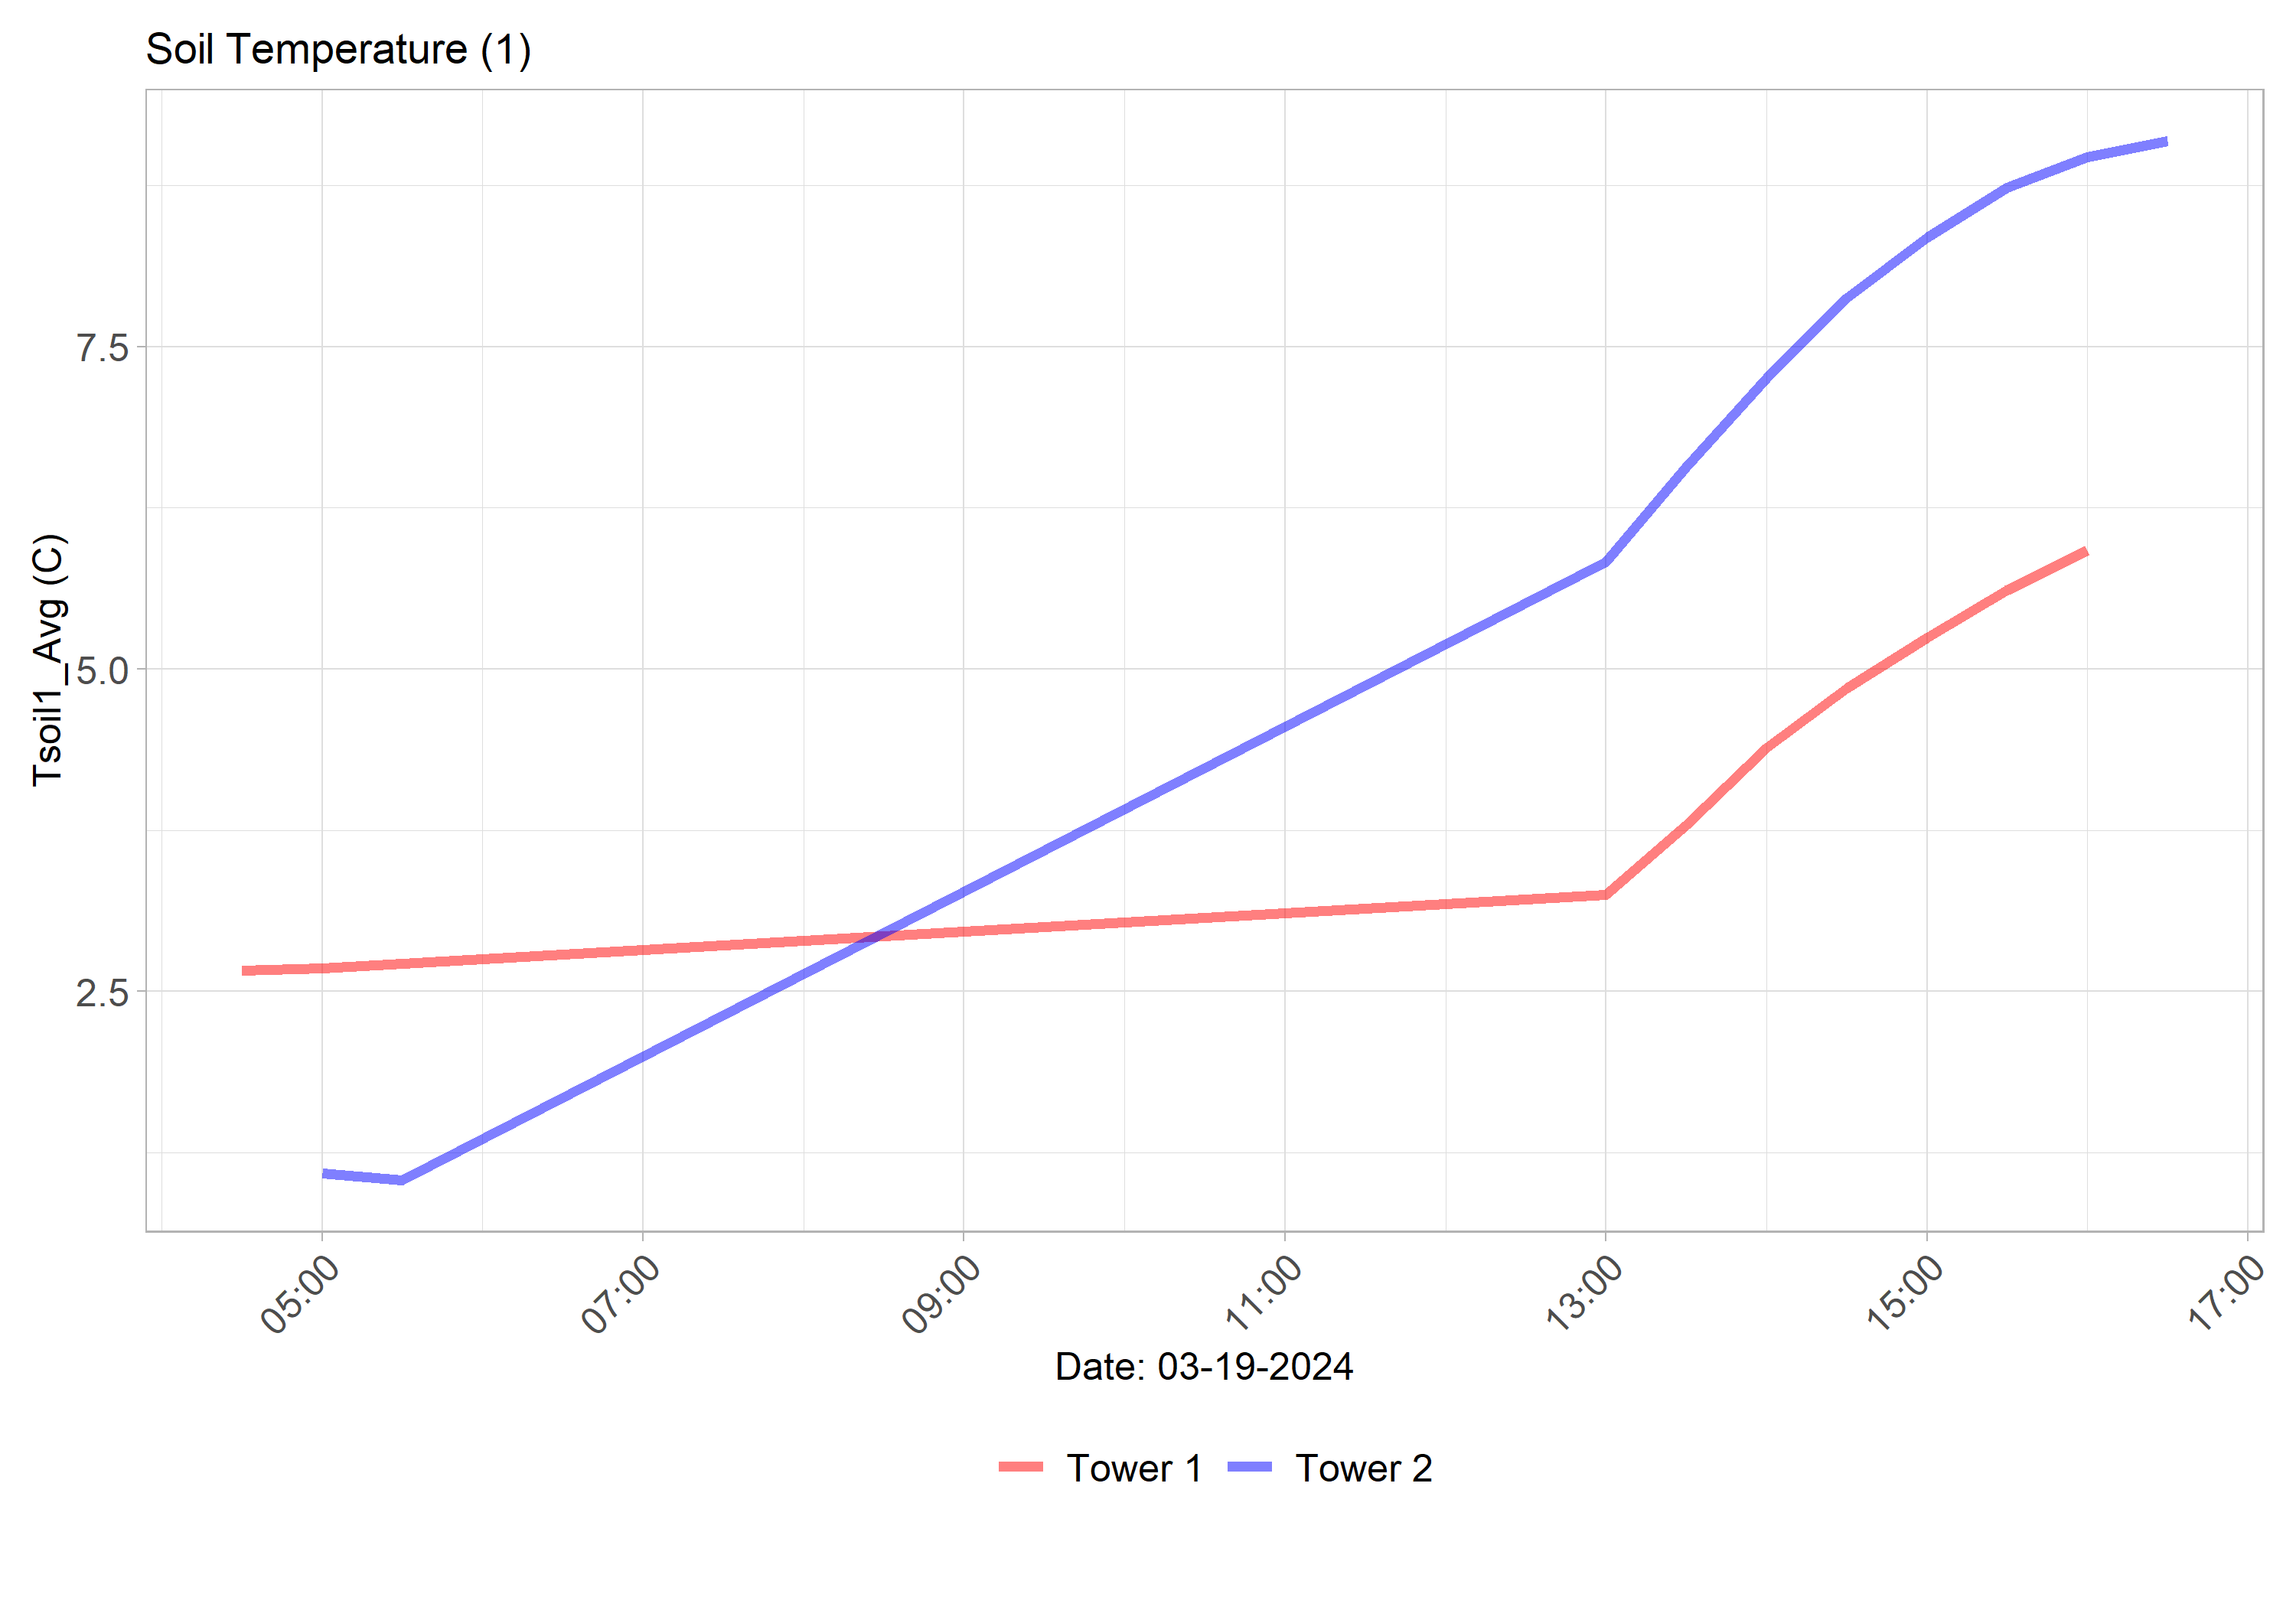 Soil Temperature (1)
Tsoil1_Avg (C)
7.5
5.0
2.5
05:00 07:00 09:00 11:00 13:00 15:00 17:00
Date: 03-19-2024
Tower 1 Tower 2